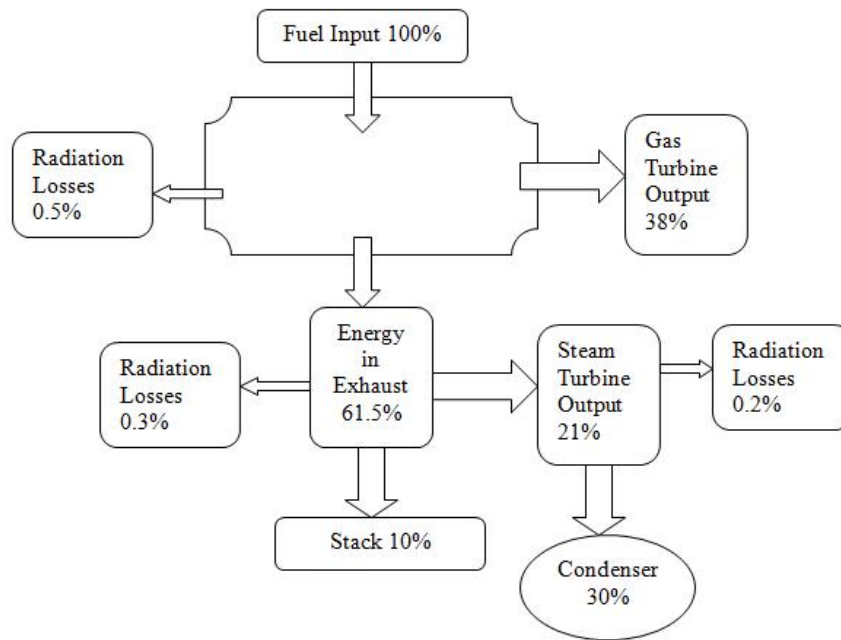 Fuel Input 100%
Radiation
Losses
0.5%
Gas
Turbine
Output
38%
Radiation
Losses
0.3%
Energy
in
Exhaust
61.5%
Steam
Turbine
Output
21%
Radiation
Losses
0.2%
Stack 10%
Condenser
30%